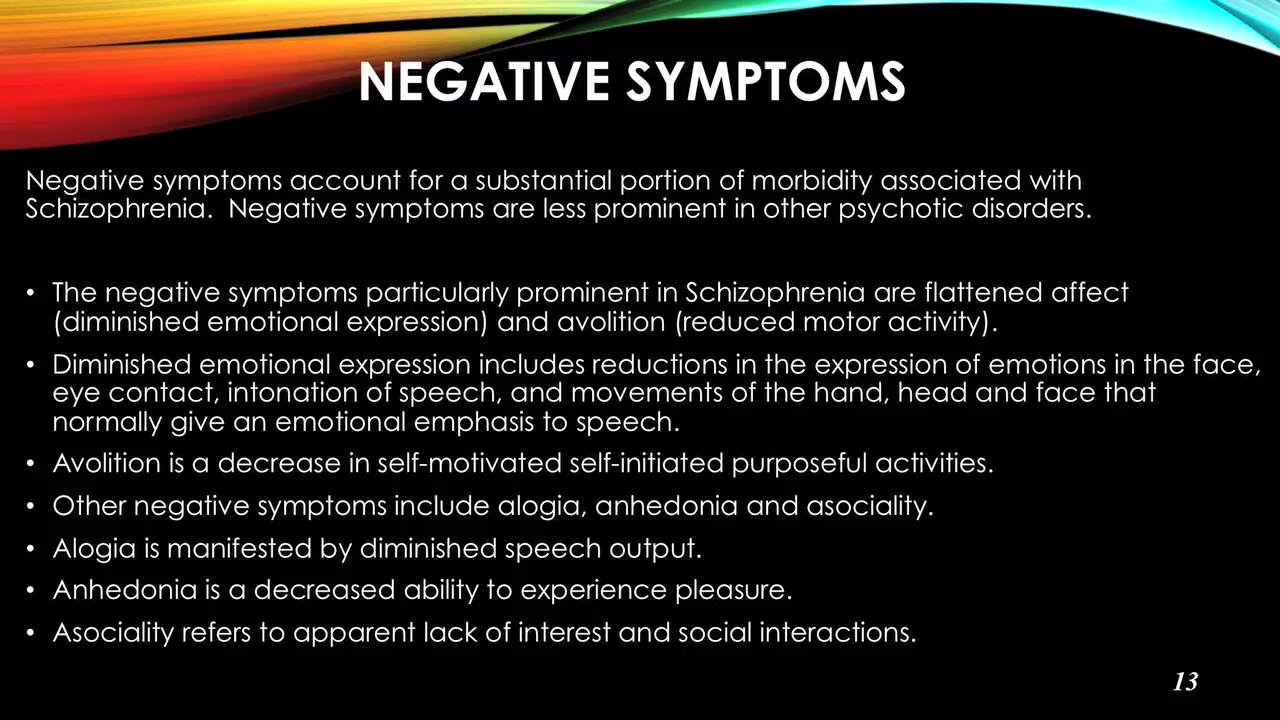 NEGATIVE SYMPTOMS
Negative symptoms account for a substantial portion of morbidity associated with
Schizophrenia.  Negative symptoms are less prominent in other psychotic disorders.
• The negative symptoms particularly prominent in Schizophrenia are flattened affect
(diminished emotional expression) and avolition (reduced motor activity).
• Diminished emotional expression includes reductions in the expression of emotions in the face,
eye contact, intonation of speech, and movements of the hand, head and face that
normally give an emotional emphasis to speech.
• Avolition is a decrease in self-motivated self-initiated purposeful activities.
• Other negative symptoms include alogia, anhedonia and asociality.
• Alogia is manifested by diminished speech output.
• Anhedonia is a decreased ability to experience pleasure.
• Asociality refers to apparent lack of interest and social interactions.
13